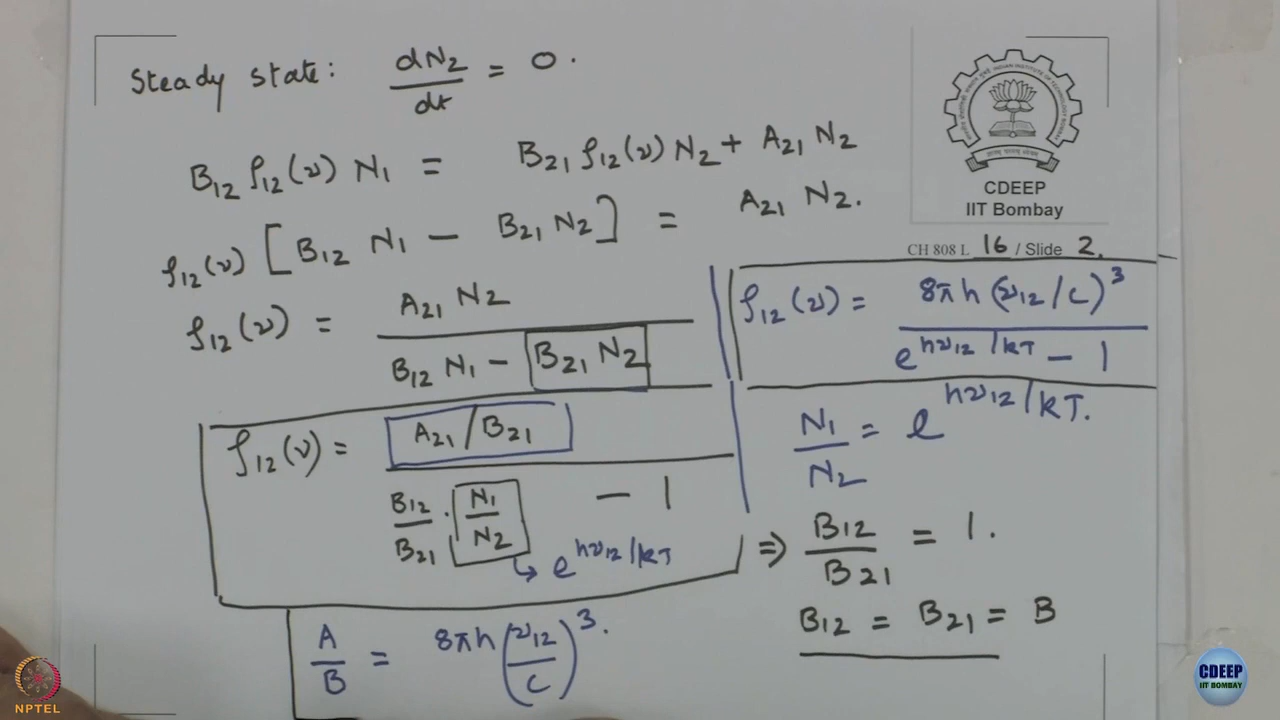 Steady state: dN₂/dt = 0.
B₁₂ ρ₁₂(ν) N₁ = B₂₁ ρ₁₂(ν) N₂ + A₂₁ N₂
ρ₁₂(ν) [B₁₂ N₁ − B₂₁ N₂] = A₂₁ N₂.
CDEEP
IIT Bombay
CH 808 L 16 / Slide 2.
ρ₁₂(ν) = A₂₁ N₂ / (B₁₂ N₁ − B₂₁ N₂)
ρ₁₂(ν) = (A₂₁/B₂₁) / (B₁₂/B₂₁ · N₁/N₂ − 1)
↳ e^(hν₁₂/kT)
A/B = 8πh (ν₁₂/c)³.
ρ₁₂(ν) = 8πh (ν₁₂/c)³ / (e^(hν₁₂/kT) − 1)
N₁/N₂ = e^(hν₁₂/kT).
⇒ B₁₂/B₂₁ = 1.
B₁₂ = B₂₁ = B
NPTEL
CDEEP
IIT BOMBAY